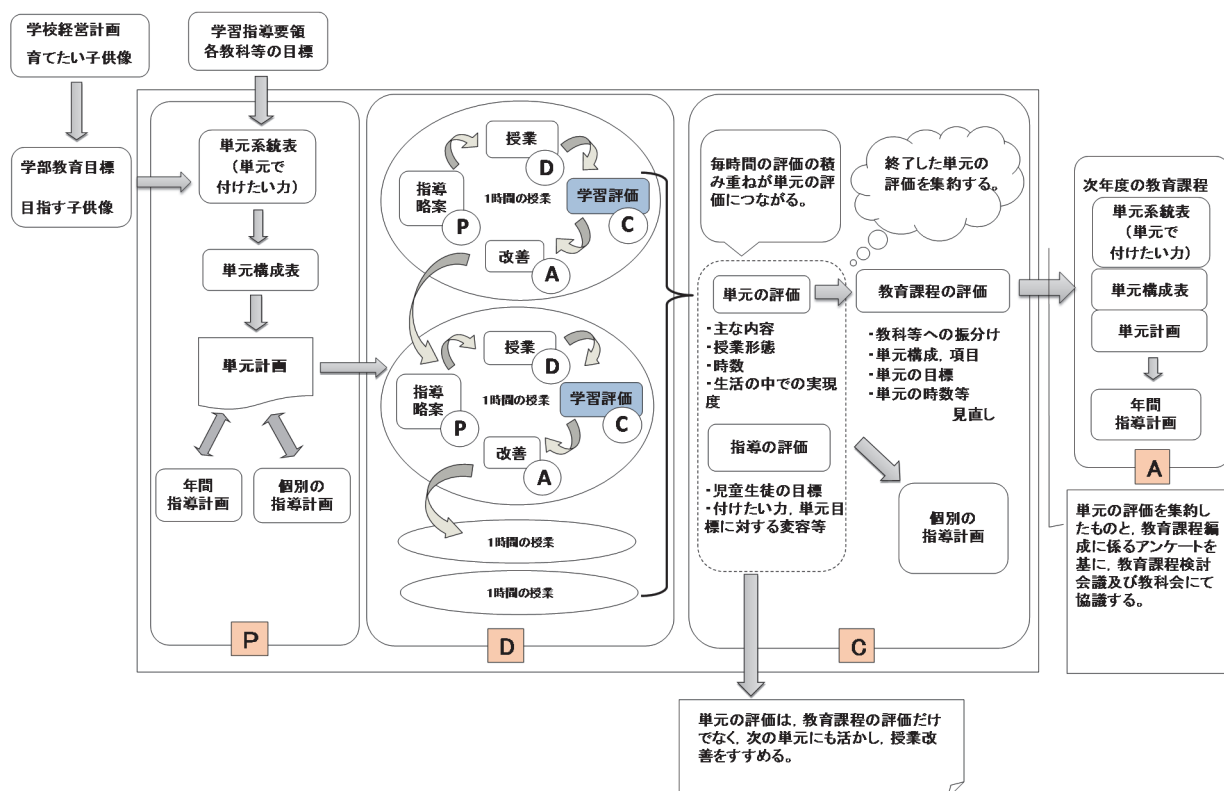 学校経営計画
育てたい子供像
学部教育目標
目指す子供像
学習指導要領
各教科等の目標
単元系統表
（単元で
付けたい力）
単元構成表
単元計画
年間
指導計画
個別の
指導計画
P
授業
D
指導
略案
P
1時間の授業
学習評価
C
改善
A
授業
D
指導
略案
P
1時間の授業
学習評価
C
改善
A
1時間の授業
1時間の授業
D
毎時間の評価の積
み重ねが単元の評
価につながる。
終了した単元の
評価を集約する。
単元の評価
・主な内容
・授業形態
・時数
・生活の中での実現
度
指導の評価
・児童生徒の目標
・付けたい力，単元目
標に対する変容等
教育課程の評価
・教科等への振分け
・単元構成，項目
・単元の目標
・単元の時数等
見直し
個別の
指導計画
C
次年度の教育課程
単元系統表
（単元で
付けたい力）
単元構成表
単元計画
年間
指導計画
A
単元の評価を集約し
たものと，教育課程編
成に係るアンケートを
基に，教育課程検討
会議及び教科会にて
協議する。
単元の評価は，教育課程の評価だけ
でなく，次の単元にも活かし，授業改
善をすすめる。